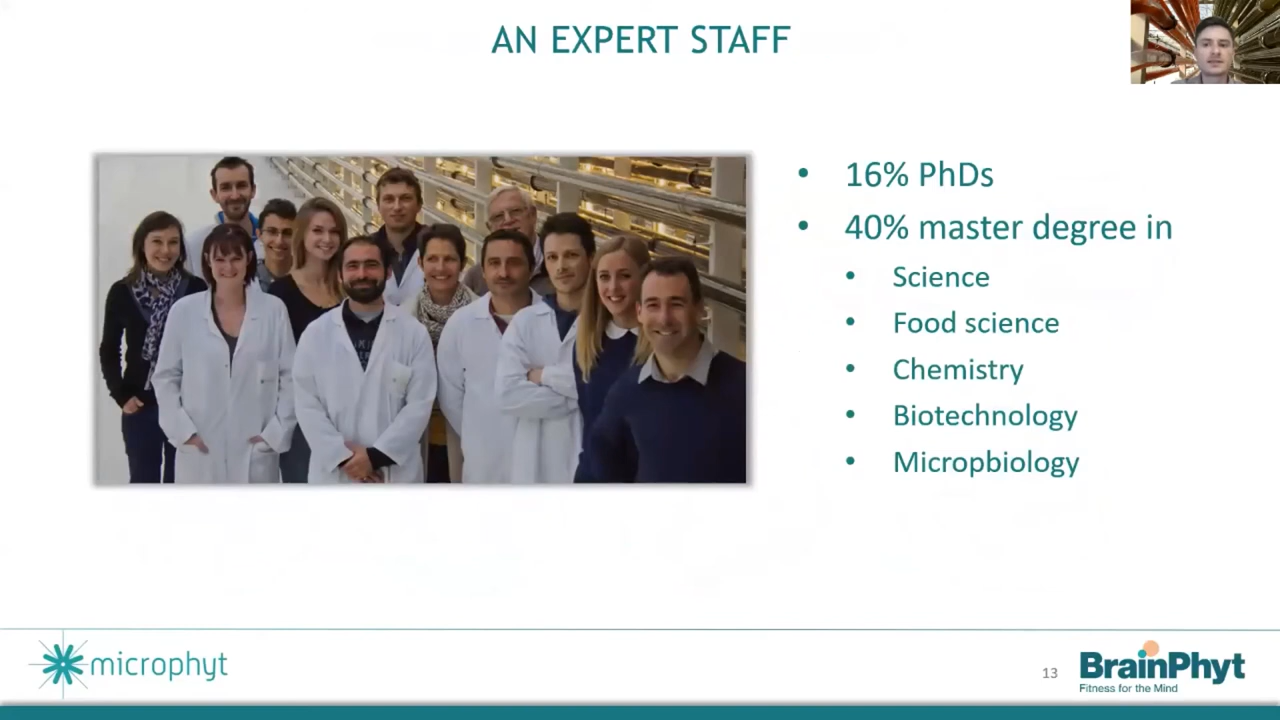 AN EXPERT STAFF
• 16% PhDs
• 40% master degree in
• Science
• Food science
• Chemistry
• Biotechnology
• Micropbiology
microphyt
13
BrainPhyt
Fitness for the Mind